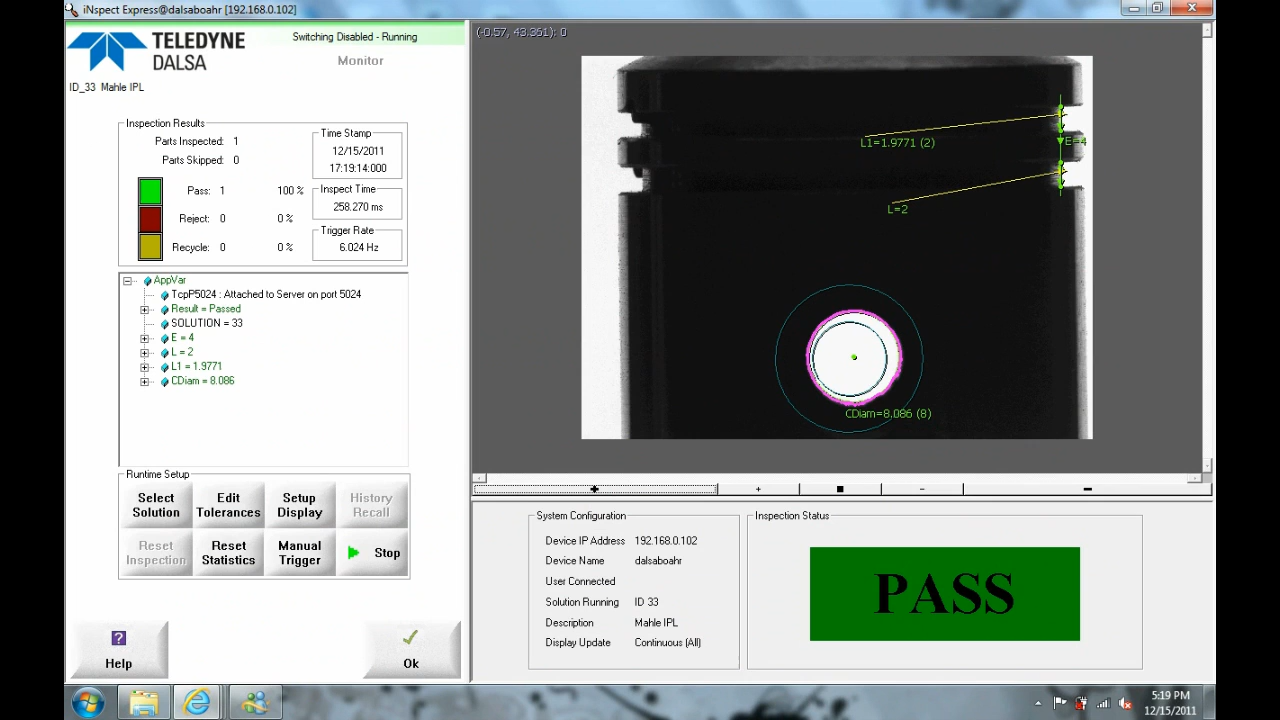 iNspect Express@dalsaboahr [192.168.0.102]
TELEDYNE
DALSA
Switching Disabled - Running
Monitor
ID_33 Mahle IPL
Inspection Results
Parts Inspected: 1
Parts Skipped: 0
Pass: 1 100 %
Reject: 0 0 %
Recycle: 0 0 %
Time Stamp
12/15/2011
17:19:14:000
Inspect Time
258.270 ms
Trigger Rate
6.024 Hz
AppVar
TcpP5024 : Attached to Server on port 5024
Result = Passed
SOLUTION = 33
E = 4
L = 2
L1 = 1.9771
CDiam = 8.086
Runtime Setup
Select
Solution
Edit
Tolerances
Setup
Display
History
Recall
Reset
Inspection
Reset
Statistics
Manual
Trigger
Stop
Help
Ok
(-0.57, 43.361): 0
L1=1.9771 (2)
E=4
L=2
CDiam=8.086 (8)
System Configuration
Device IP Address 192.168.0.102
Device Name dalsaboahr
User Connected
Solution Running ID 33
Description Mahle IPL
Display Update Continuous (All)
Inspection Status
PASS
5:19 PM
12/15/2011